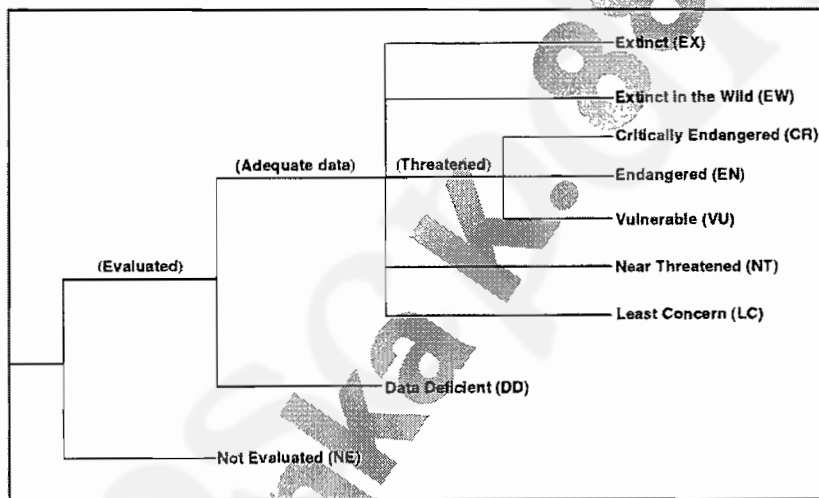 Extinct (EX)
Extinct in the Wild (EW)
Critically Endangered (CR)
(Adequate data)
(Threatened)
Endangered (EN)
Vulnerable (VU)
(Evaluated)
Near Threatened (NT)
Least Concern (LC)
Data Deficient (DD)
Not Evaluated (NE)